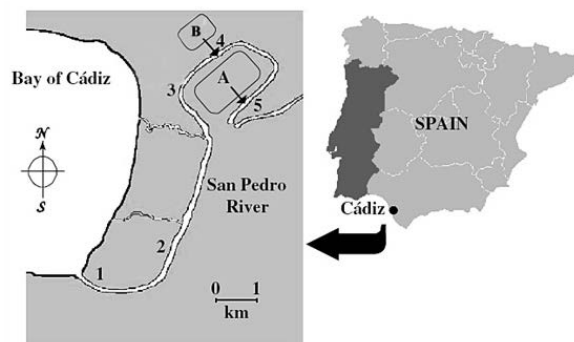 B
4
A
3
5
Bay of Cádiz
N
S
San Pedro
River
2
1
0 1
km
SPAIN
Cádiz